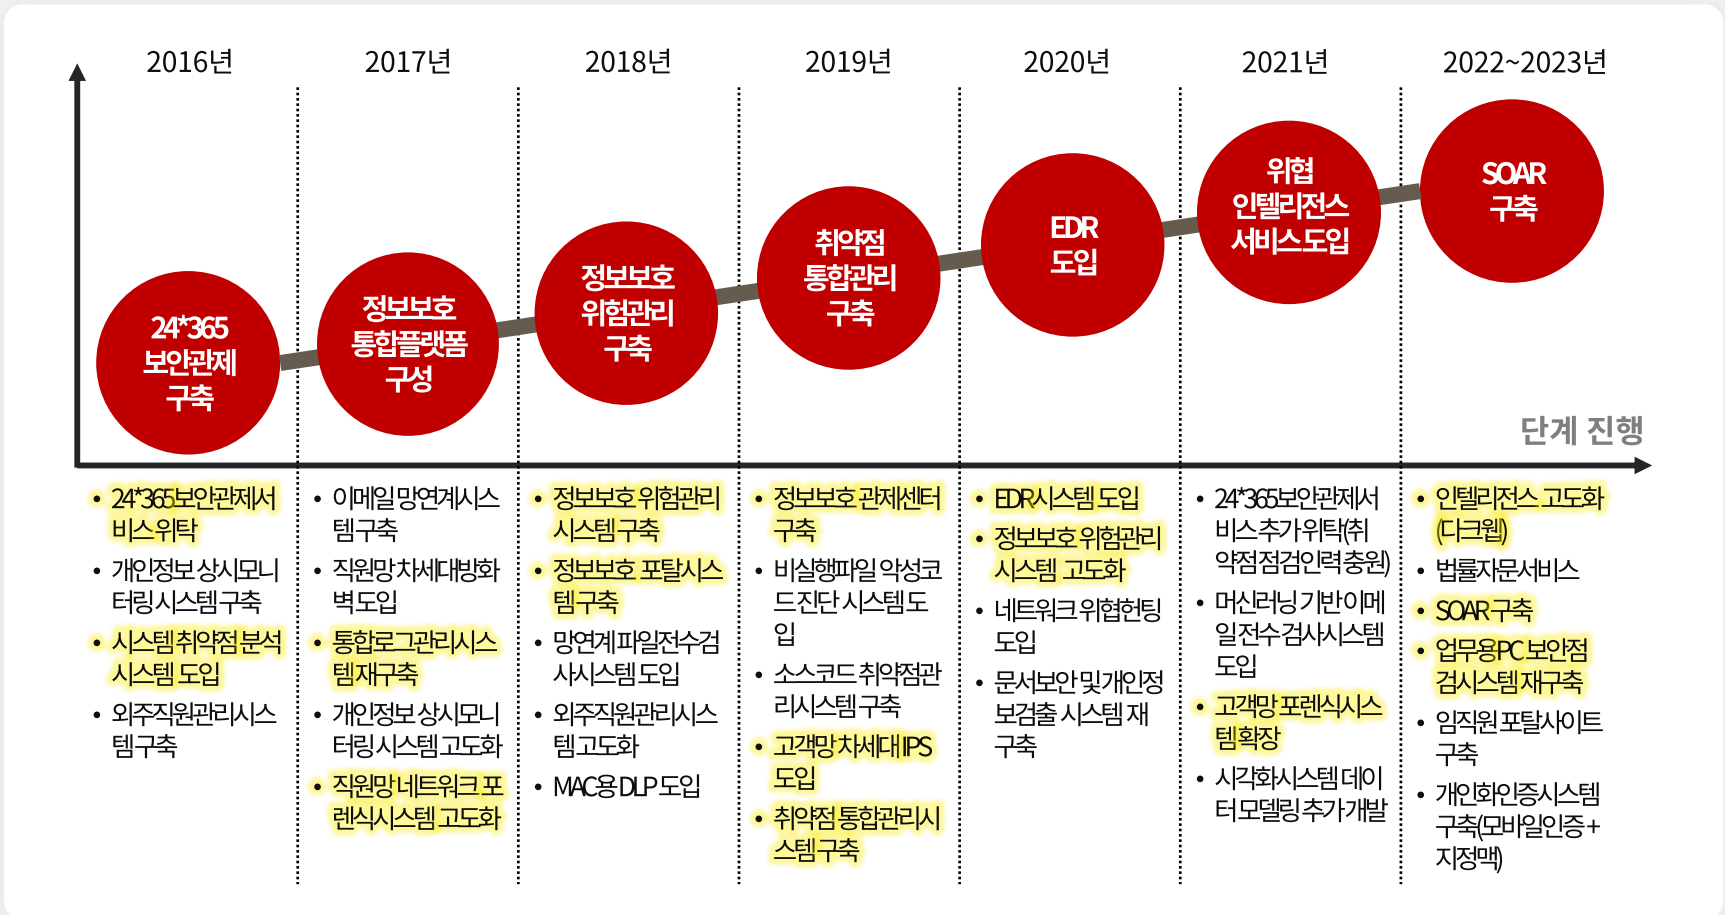 2016년
2017년
2018년
2019년
2020년
2021년
2022~2023년
24*365
보안관제
구축
정보보호
통합플랫폼
구성
정보보호
위험관리
구축
취약점
통합관리
구축
EDR
도입
위협
인텔리전스
서비스 도입
SOAR
구축
단계 진행
• 24*365보안관제서
비스 위탁
• 개인정보 상시모니
터링 시스템 구축
• 시스템 취약점 분석
시스템 도입
• 외주직원관리시스
템 구축
• 이메일 망연계시스
템 구축
• 직원망 차세대방화
벽 도입
• 통합로그관리시스
템 재구축
• 개인정보 상시모니
터링 시스템 고도화
• 직원망 네트워크 포
렌식시스템 고도화
• 정보보호 위험관리
시스템 구축
• 정보보호 포탈시스
템 구축
• 망연계 파일전수검
사시스템 도입
• 외주직원관리시스
템 고도화
• MAC용 DLP 도입
• 정보보호 관제센터
구축
• 비실행파일 악성코
드 진단 시스템 도
입
• 소스코드 취약점관
리시스템 구축
• 고객망 차세대 IPS
도입
• 취약점 통합관리시
스템 구축
• EDR시스템 도입
• 정보보호 위험관리
시스템 고도화
• 네트워크 위협헌팅
도입
• 문서보안 및 개인정
보검출 시스템 재
구축
• 24*365보안관제서
비스 추가 위탁(취
약점 점검인력 충원)
• 머신러닝 기반 이메
일 전수 검사시스템
도입
• 고객망 포렌식시스
템 확장
• 시각화시스템 데이
터 모델링 추가 개발
• 인텔리전스 고도화
(다크웹)
• 법률자문서비스
• SOAR 구축
• 업무용PC 보안점
검시스템 재구축
• 임직원 포탈사이트
구축
• 개인화인증시스템
구축(모바일인증 +
지정맥)